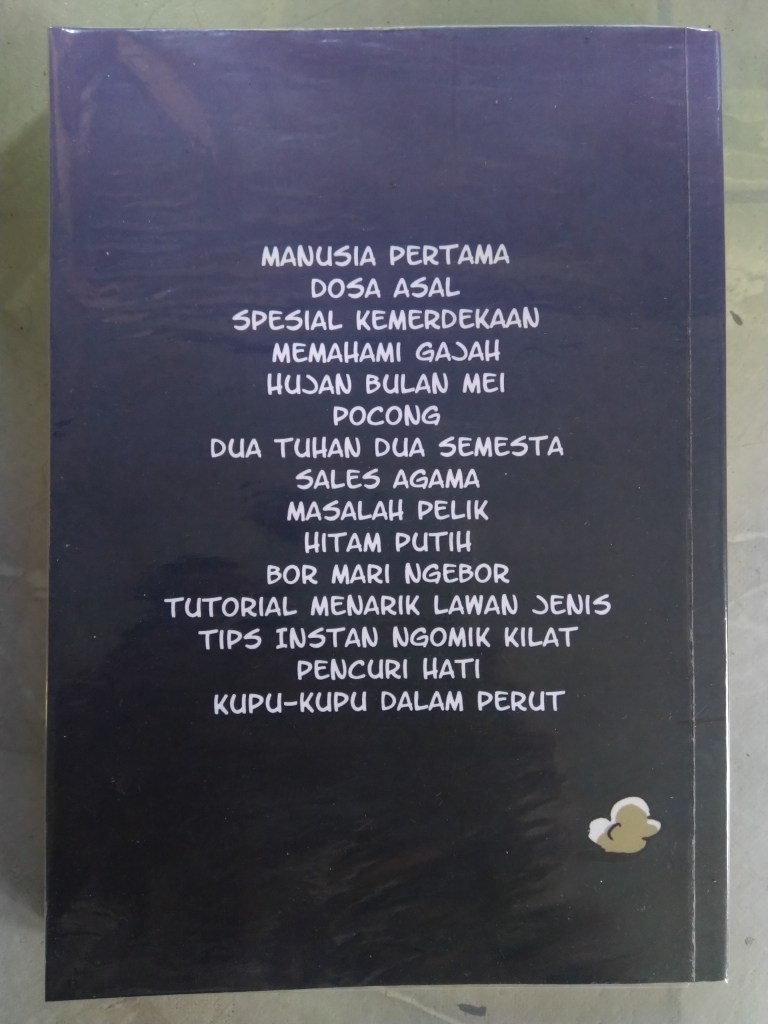 MANUSIA PERTAMA
DOSA ASAL
SPESIAL KEMERDEKAAN
MEMAHAMI GAJAH
HUJAN BULAN MEI
POCONG
DUA TUHAN DUA SEMESTA
SALES AGAMA
MASALAH PELIK
HITAM PUTIH
BOR MARI NGEBOR
TUTORIAL MENARIK LAWAN JENIS
TIPS INSTAN NGOMIK KILAT
PENCURI HATI
KUPU-KUPU DALAM PERUT